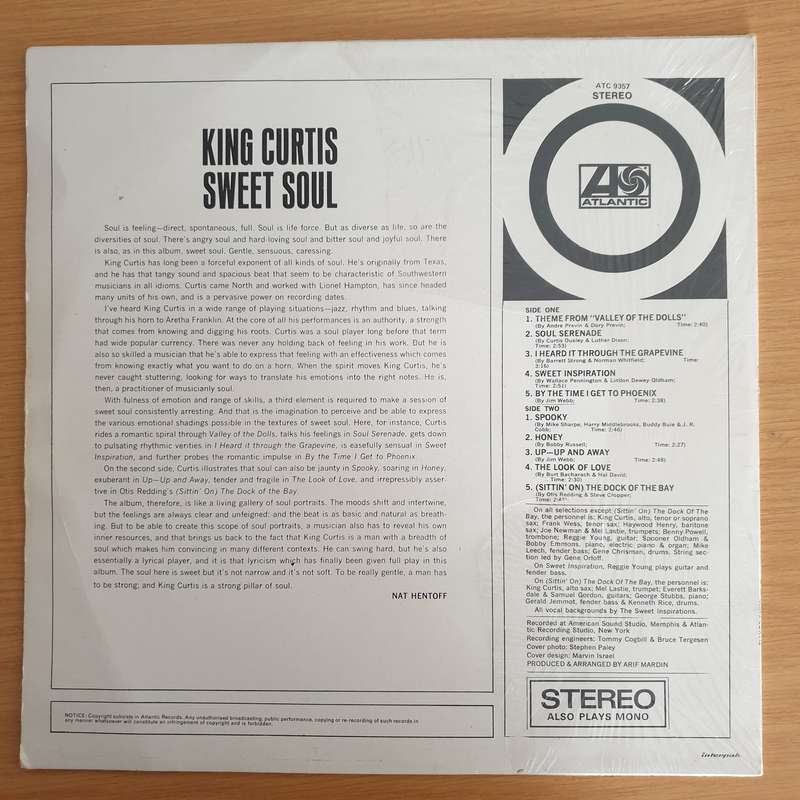 KING CURTIS
SWEET SOUL
Soul is feeling—direct, spontaneous, full. Soul is life force. But as diverse as life, so are the
diversities of soul. There's angry soul and hard-loving soul and bitter soul and joyful soul. There
is also, as in this album, sweet soul. Gentle, sensuous, caressing.
King Curtis has long been a forceful exponent of all kinds of soul. He's originally from Texas,
and he has that tangy sound and spacious beat that seem to be characteristic of Southwestern
musicians in all idioms. Curtis came North and worked with Lionel Hampton, has since headed
many units of his own, and is a pervasive power on recording dates.
I've heard King Curtis in a wide range of playing situations—jazz, rhythm and blues, talking
through his horn to Aretha Franklin. At the core of all his performances is an authority, a strength
that comes from knowing and digging his roots. Curtis was a soul player long before that term
had wide popular currency. There was never any holding back of feeling in his work. But he is
also so skilled a musician that he's able to express that feeling with an effectiveness which comes
from knowing exactly what you want to do on a horn. When the spirit moves King Curtis, he's
never caught stuttering, looking for ways to translate his emotions into the right notes. He is,
then, a practitioner of musicianly soul.
With fulness of emotion and range of skills, a third element is required to make a session of
sweet soul consistently arresting. And that is the imagination to perceive and be able to express
the various emotional shadings possible in the textures of sweet soul. Here, for instance, Curtis
rides a romantic spiral through Valley of the Dolls, talks his feelings in Soul Serenade, gets down
to pulsating rhythmic verities in I Heard it through the Grapevine, is easefully sensual in Sweet
Inspiration, and further probes the romantic impulse in By the Time I Get to Phoenix.
On the second side, Curtis illustrates that soul can also be jaunty in Spooky, soaring in Honey,
exuberant in Up—Up and Away, tender and fragile in The Look of Love, and irrepressibly asser-
tive in Otis Redding's (Sittin' On) The Dock of the Bay.
The album, therefore, is like a living gallery of soul portraits. The moods shift and intertwine,
but the feelings are always clear and unfeigned: and the beat is as basic and natural as breath-
ing. But to be able to create this scope of soul portraits, a musician also has to reveal his own
inner resources, and that brings us back to the fact that King Curtis is a man with a breadth of
soul which makes him convincing in many different contexts. He can swing hard, but he's also
essentially a lyrical player, and it is that lyricism which has finally been given full play in this
album. The soul here is sweet but it's not narrow and it's not soft. To be really gentle, a man has
to be strong; and King Curtis is a strong pillar of soul.
NAT HENTOFF
NOTICE: Copyright subsists in Atlantic Records. Any unauthorised broadcasting, public performance, copying or re-recording of such records in
any manner whatsoever will constitute an infringement of copyright and is forbidden.
ATC 9357
STEREO
ATLANTIC
SIDE ONE
1. THEME FROM "VALLEY OF THE DOLLS"
(By Andre Previn & Dory Previn; Time: 2:40)
2. SOUL SERENADE
(By Curtis Ousley & Luther Dixon;
Time: 2:53)
3. I HEARD IT THROUGH THE GRAPEVINE
(By Barrett Strong & Norman Whitfield; Time:
3:16)
4. SWEET INSPIRATION
(By Wallace Pennington & Lindon Dewey Oldham;
Time: 2:51)
5. BY THE TIME I GET TO PHOENIX
(By Jim Webb; Time: 2:38)
SIDE TWO
1. SPOOKY
(By Mike Sharpe, Harry Middlebrooks, Buddy Buie & J. R.
Cobb; Time: 2:46)
2. HONEY
(By Bobby Russell; Time: 2:27)
3. UP—UP AND AWAY
(By Jim Webb; Time: 2:48)
4. THE LOOK OF LOVE
(By Burt Bacharach & Hal David;
Time: 2:30)
5. (SITTIN' ON) THE DOCK OF THE BAY
(By Otis Redding & Steve Cropper;
Time:
On all selections except (Sittin' On) The Dock Of The
Bay, the personnel is: King Curtis, alto, tenor or soprano
sax; Frank Wess, tenor sax; Haywood Henry, baritone
sax; Joe Newman & Mel Lastie, trumpets; Benny Powell,
trombone; Reggie Young, guitar; Spooner Oldham &
Bobby Emmons, piano, electric piano & organ; Mike
Leech, fender bass; Gene Chrisman, drums. String sec-
tion led by Gene Orloff.
On Sweet Inspiration, Reggie Young plays guitar and
fender bass.
On (Sittin' On) The Dock Of The Bay, the personnel is:
King Curtis, alto sax; Mel Lastie, trumpet; Everett Barks-
dale & Samuel Gordon, guitars; George Stubbs, piano;
Gerald Jemmot, fender bass & Kenneth Rice, drums.
All vocal backgrounds by The Sweet Inspirations.
Recorded at American Sound Studio, Memphis & Atlan-
tic Recording Studio, New York
Recording engineers: Tommy Cogbill & Bruce Tergesen
Cover photo: Stephen Paley
Cover design: Marvin Israel
PRODUCED & ARRANGED BY ARIF MARDIN
STEREO
ALSO PLAYS MONO